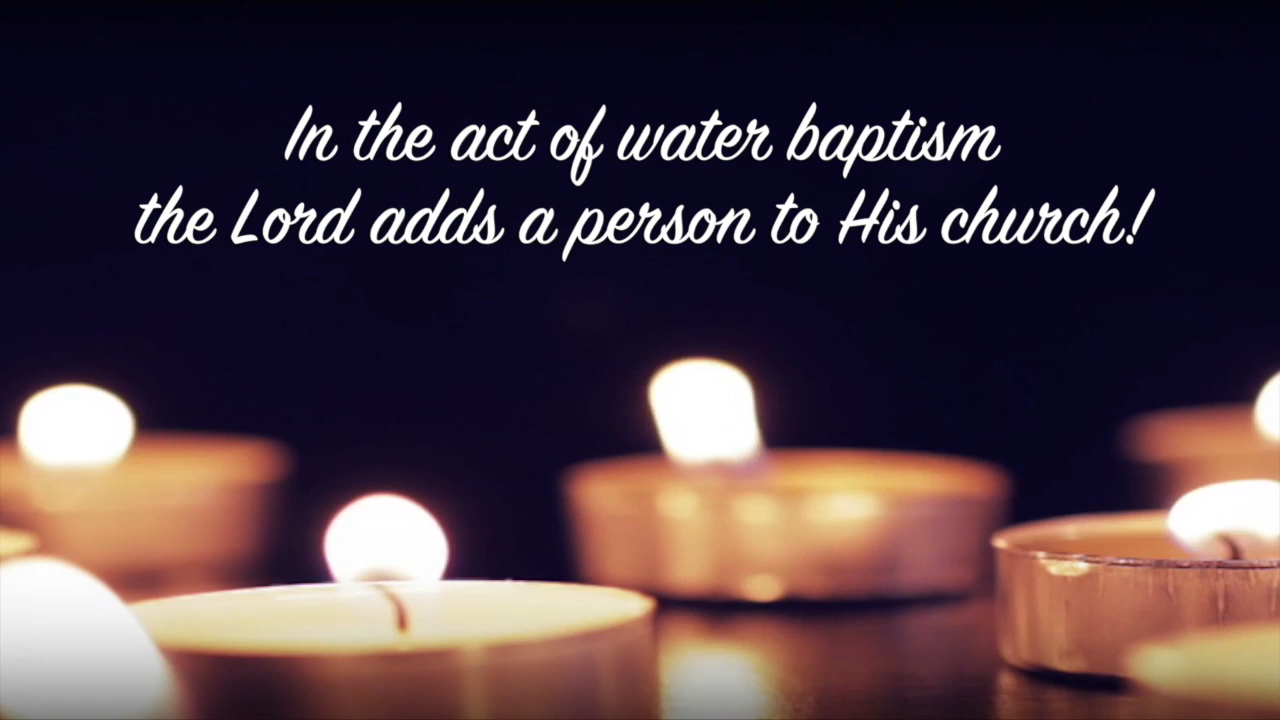 In the act of water baptism
the Lord adds a person to His church!